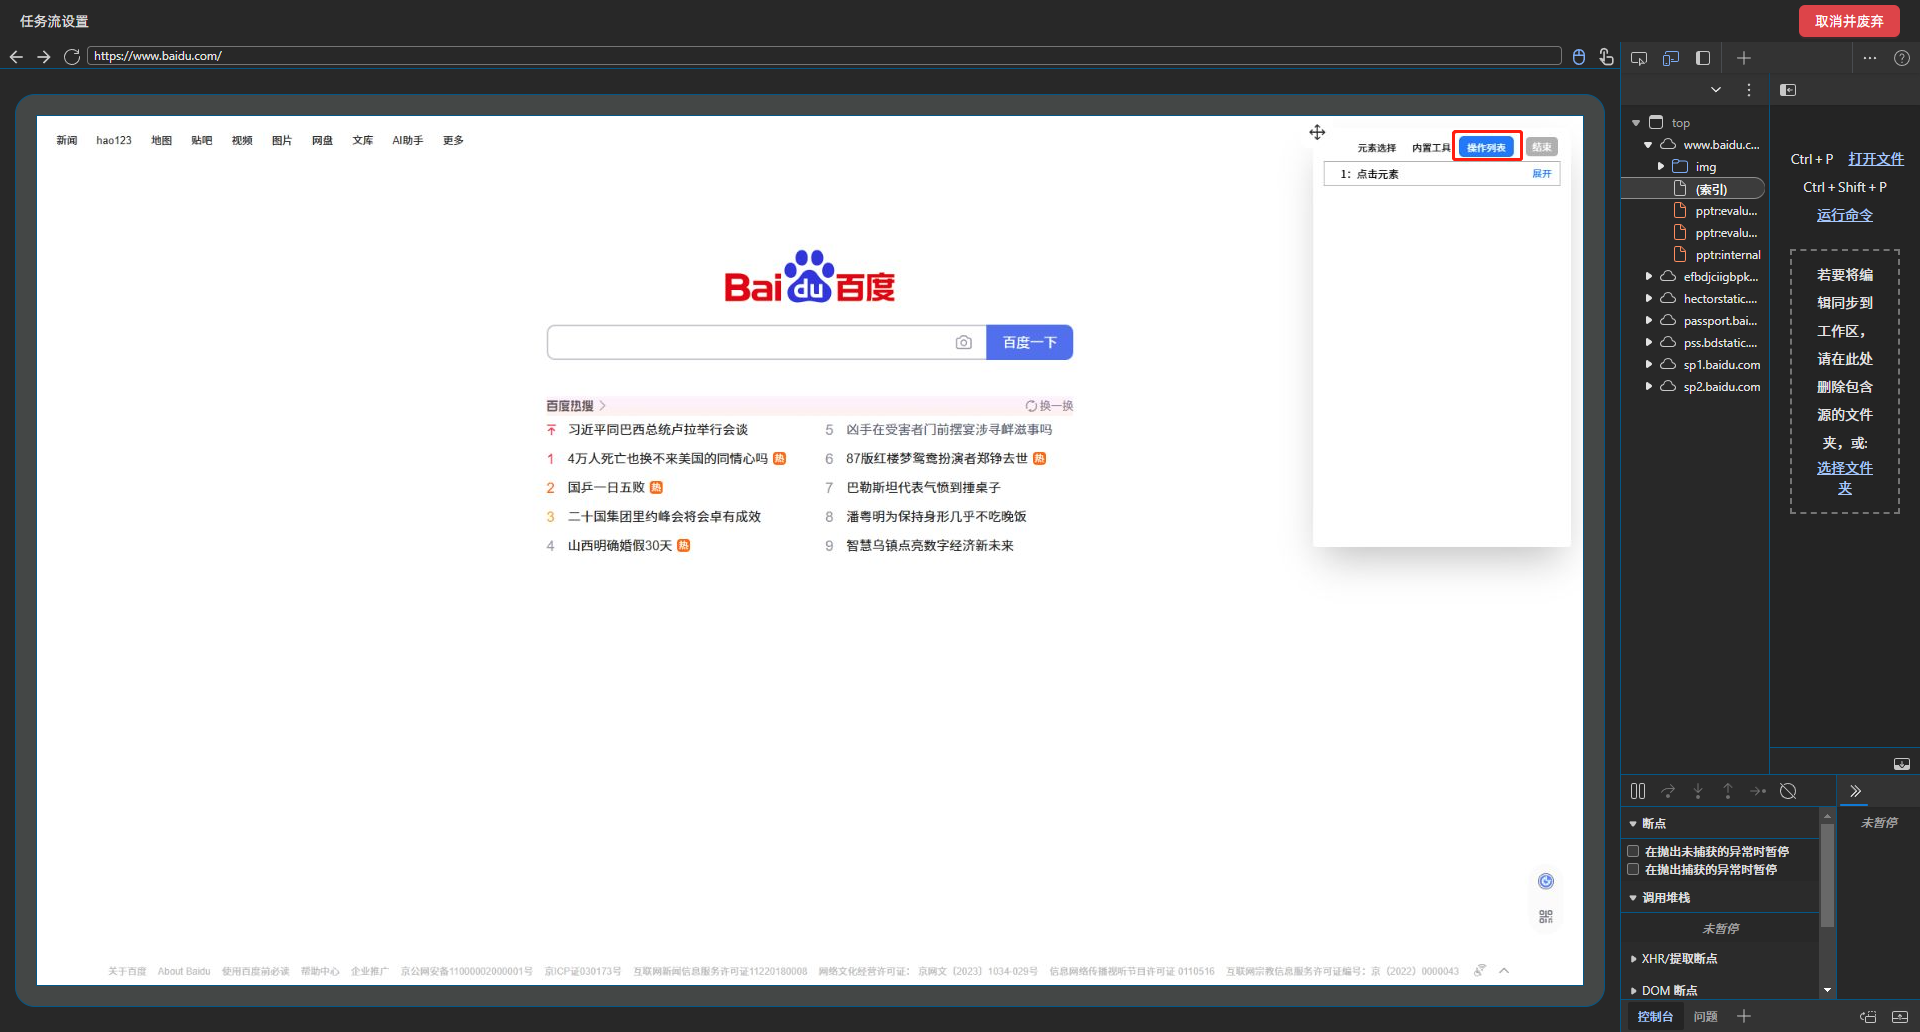 任务流设置
取消并废弃
https://www.baidu.com/
新闻 hao123 地图 贴吧 视频 图片 网盘 文库 AI助手 更多
元素选择 内置工具 操作列表 结束
1: 点击元素 展开
Bai du 百度
百度一下
百度热搜 换一换
习近平同巴西总统卢拉举行会谈
1 4万人死亡也换不来美国的同情心吗 热
2 国乒一日五败 热
3 二十国集团里约峰会将会卓有成效
4 山西明确婚假30天 热
5 凶手在受害者门前摆宴涉寻衅滋事吗
6 87版红楼梦鸳鸯扮演者郑铮去世 热
7 巴勒斯坦代表气愤到捶桌子
8 潘粤明为保持身形几乎不吃晚饭
9 智慧乌镇点亮数字经济新未来
关于百度 About Baidu 使用百度前必读 帮助中心 企业推广 京公网安备11000002000001号 京ICP证030173号 互联网新闻信息服务许可证11220180008 网络文化经营许可证: 京网文〔2023〕1034-029号 信息网络传播视听节目许可证 0110516 互联网宗教信息服务许可证编号: 京〔2022〕0000043
top
www.baidu.c...
img
(索引)
pptr:evalu...
pptr:evalu...
pptr:internal
efbdjciigbpk...
hectorstatic....
passport.bai...
pss.bdstatic....
sp1.baidu.com
sp2.baidu.com
Ctrl + P 打开文件
Ctrl + Shift + P
运行命令
若要将编
辑同步到
工作区，
请在此处
删除包含
源的文件
夹，或:
选择文件
夹
断点
在抛出未捕获的异常时暂停
在抛出捕获的异常时暂停
调用堆栈
未暂停
XHR/提取断点
DOM 断点
未暂停
控制台 问题